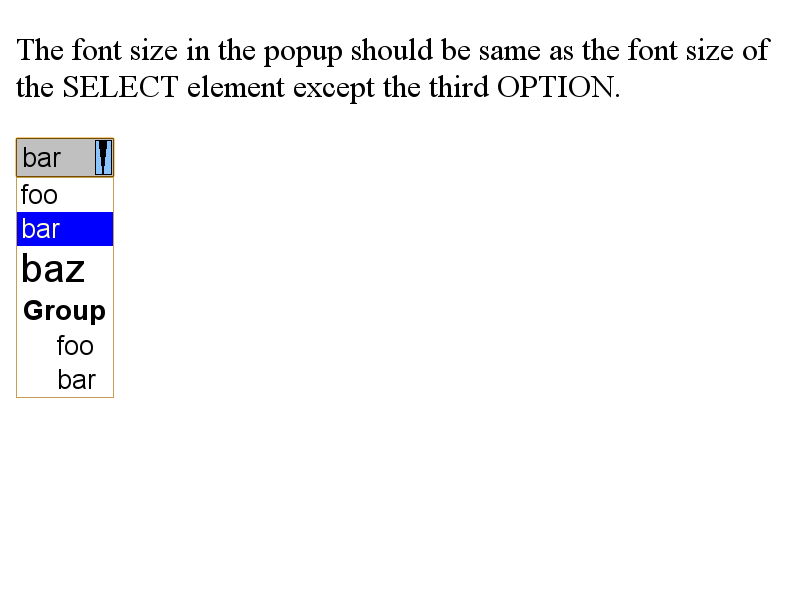 The font size in the popup should be same as the font size of
the SELECT element except the third OPTION.
bar
foo
bar
baz
Group
foo
bar